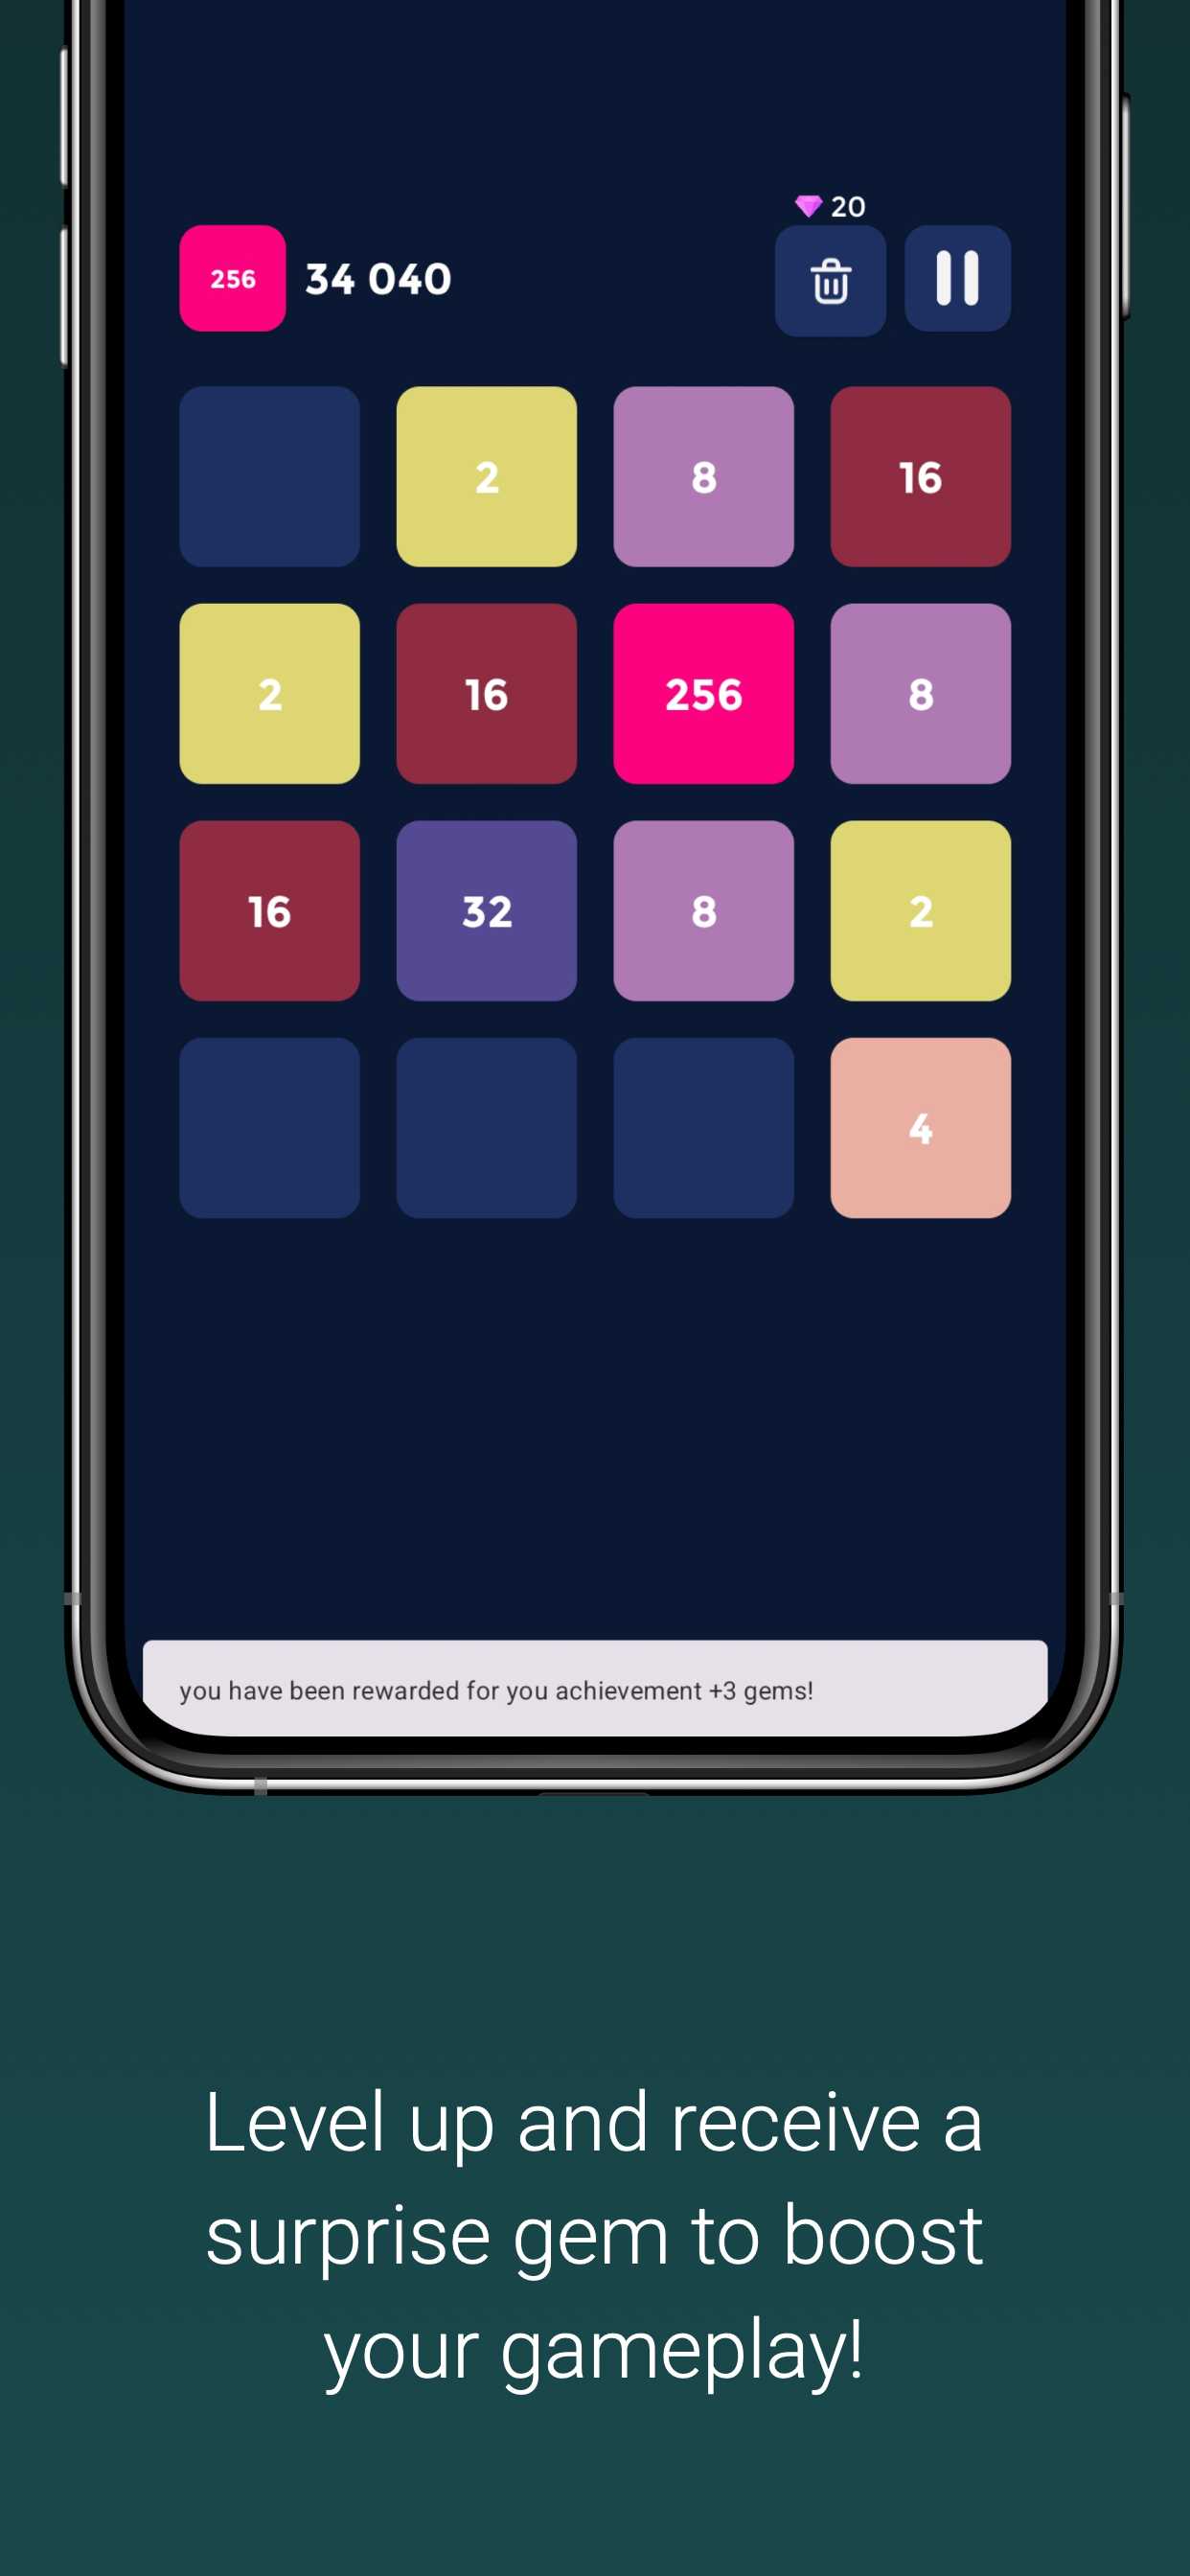 20
256 34 040
2 8 16
2 16 256 8
16 32 8 2
4
you have been rewarded for you achievement +3 gems!
Level up and receive a
surprise gem to boost
your gameplay!